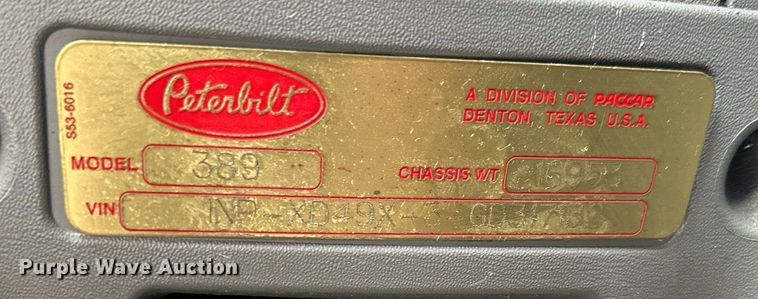 S53-6016
Peterbilt
A DIVISION OF PACCAR
DENTON, TEXAS U.S.A.
MODEL 389
CHASSIS WT
VIN
Purple Wave Auction